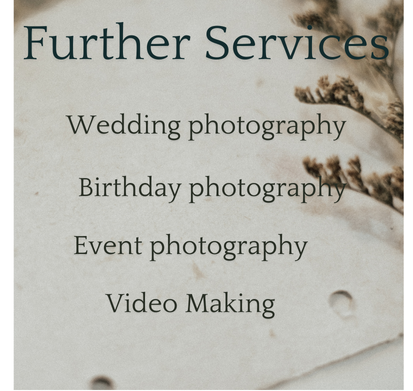 Further Services
Wedding photography
Birthday photography
Event photography
Video Making